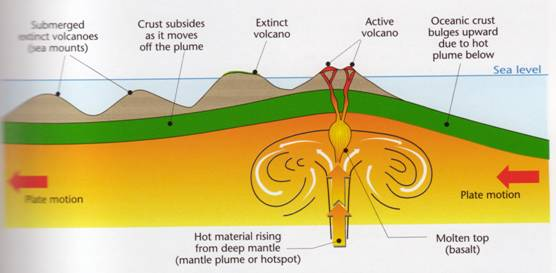 Submerged
extinct volcanoes
(sea mounts)
Crust subsides
as it moves
off the plume
Extinct
volcano
Active
volcano
Oceanic crust
bulges upward
due to hot
plume below
Sea level
Plate motion
Plate motion
Hot material rising
from deep mantle
(mantle plume or hotspot)
Molten top
(basalt)